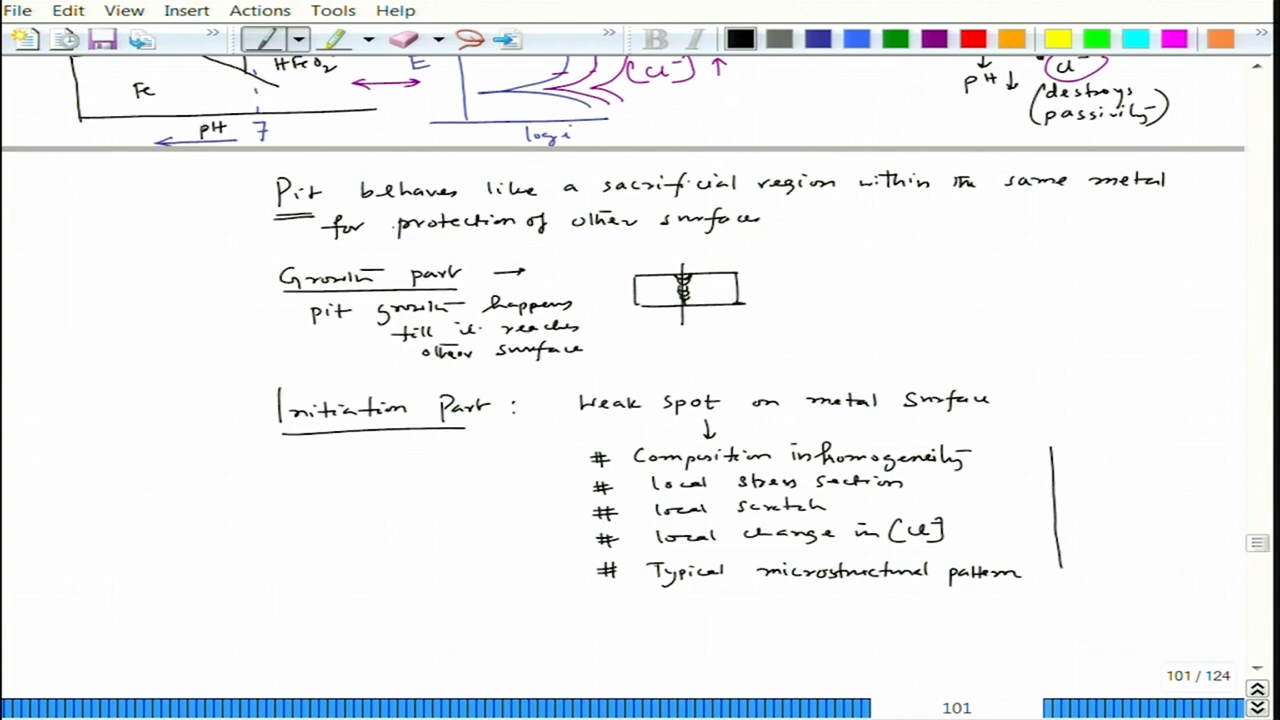 File Edit View Insert Actions Tools Help
Fe
HFeO2-
pH 7
E
[Cl-] ↑
log i
pH ↓
Cl-
(destroys
passivity)
Pit behaves like a sacrificial region within the same metal
for protection of other surface
Growth part →
pit growth happens
till it reaches
other surface
Initiation Part : Weak spot on metal surface
↓
# Composition inhomogeneity
# local stress section
# local scratch
# local change in [Cl-]
# Typical microstructural pattern
101 / 124
101